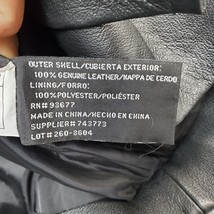 OUTER SHELL/CUBIERTA EXTERIOR:
100% GENUINE LEATHER/NAPPA DE CERDO
LINING/FORRO:
100% POLYESTER/POLIÉSTER
RN# 93677
MADE IN CHINA/HECHO EN CHINA
SUPPLIER# 743773
LOT# 260-3604